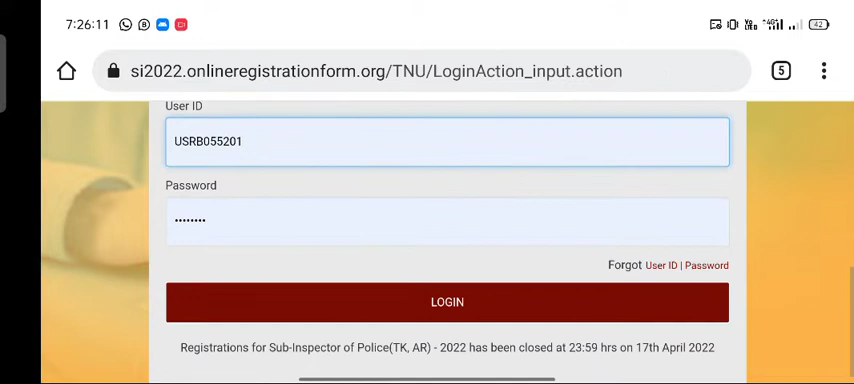 7:26:11
42
si2022.onlineregistrationform.org/TNU/LoginAction_input.action
5
User ID
USRB055201
Password
••••••••
Forgot User ID | Password
LOGIN
Registrations for Sub-Inspector of Police(TK, AR) - 2022 has been closed at 23:59 hrs on 17th April 2022